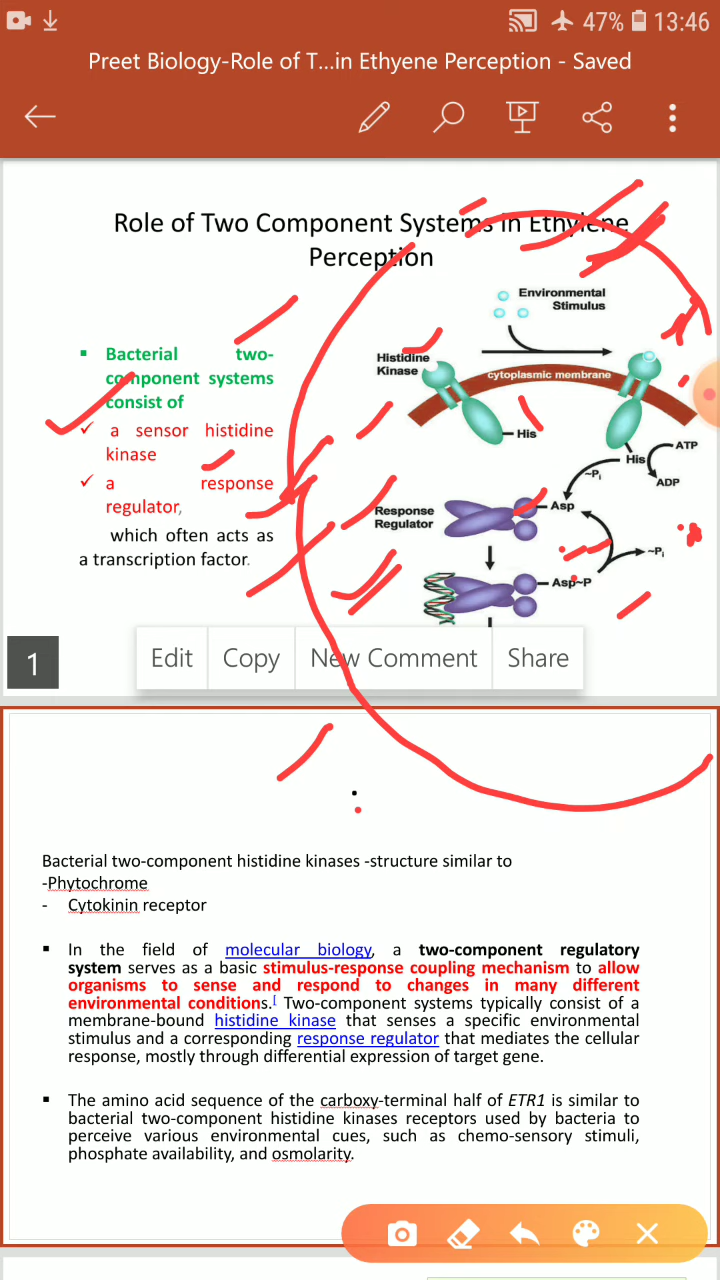 47% 13:46
Preet Biology-Role of T...in Ethyene Perception - Saved
Role of Two Component Systems in Ethylene
Perception
Environmental
Stimulus
▪ Bacterial two-
component systems
consist of
✓ a sensor histidine
kinase
✓ a response
regulator,
which often acts as
a transcription factor.
Histidine
Kinase
cytoplasmic membrane
His
His
ATP
ADP
~Pi
Response
Regulator
Asp
~Pi
Asp~P
1
Edit Copy New Comment Share
Bacterial two-component histidine kinases -structure similar to
-Phytochrome
- Cytokinin receptor
▪ In the field of molecular biology, a two-component regulatory
system serves as a basic stimulus-response coupling mechanism to allow
organisms to sense and respond to changes in many different
environmental conditions.[ Two-component systems typically consist of a
membrane-bound histidine kinase that senses a specific environmental
stimulus and a corresponding response regulator that mediates the cellular
response, mostly through differential expression of target gene.
▪ The amino acid sequence of the carboxy-terminal half of ETR1 is similar to
bacterial two-component histidine kinases receptors used by bacteria to
perceive various environmental cues, such as chemo-sensory stimuli,
phosphate availability, and osmolarity.